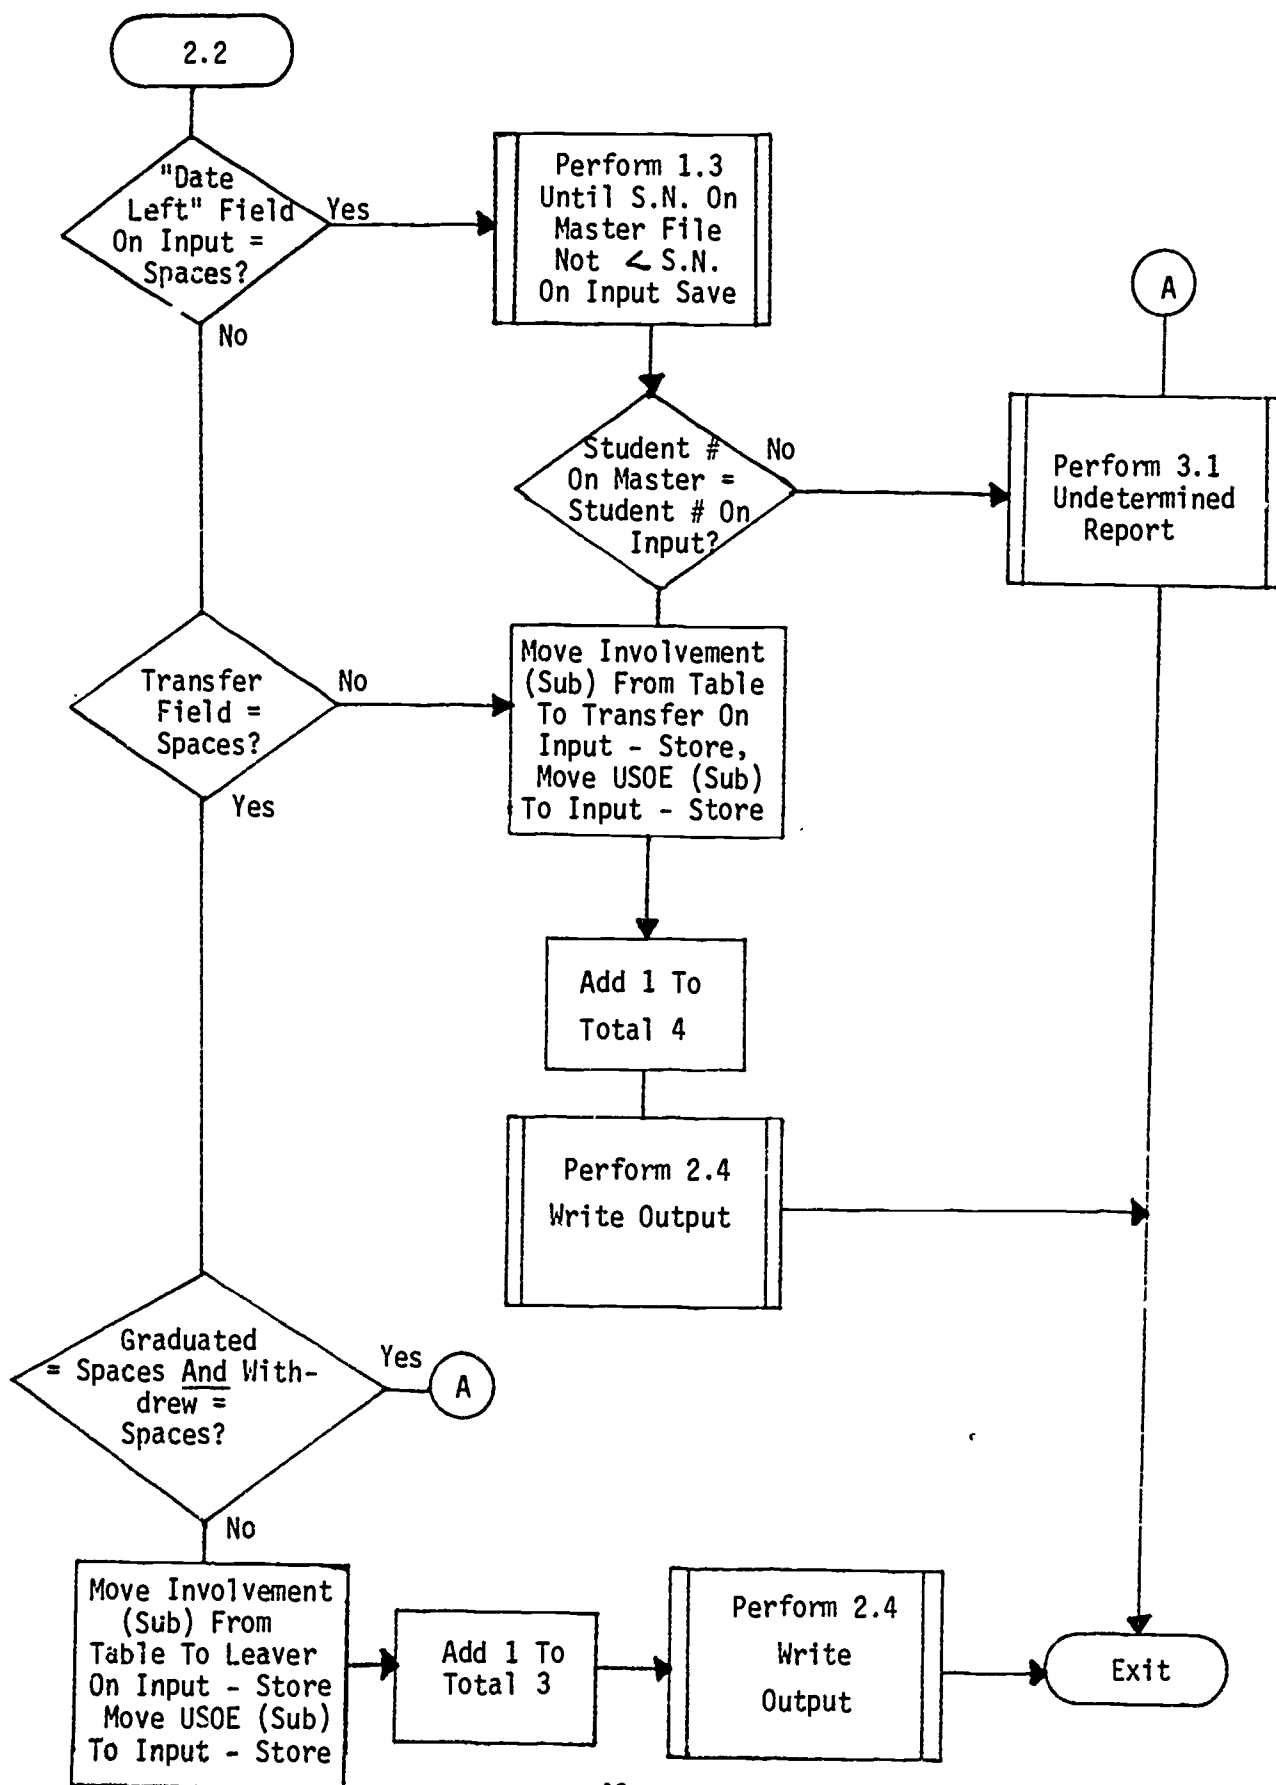 2.2
"Date
Left" Field
On Input =
Spaces?
Yes
No
Perform 1.3
Until S.N. On
Master File
Not < S.N.
On Input Save
A
Student #
On Master =
Student # On
Input?
No
Perform 3.1
Undetermined
Report
Transfer
Field =
Spaces?
No
Yes
Move Involvement
(Sub) From Table
To Transfer On
Input - Store,
Move USOE (Sub)
To Input - Store
Add 1 To
Total 4
Perform 2.4
Write Output
Graduated
= Spaces And With-
drew =
Spaces?
Yes
A
No
Move Involvement
(Sub) From
Table To Leaver
On Input - Store
Move USOE (Sub)
To Input - Store
Add 1 To
Total 3
Perform 2.4
Write
Output
Exit